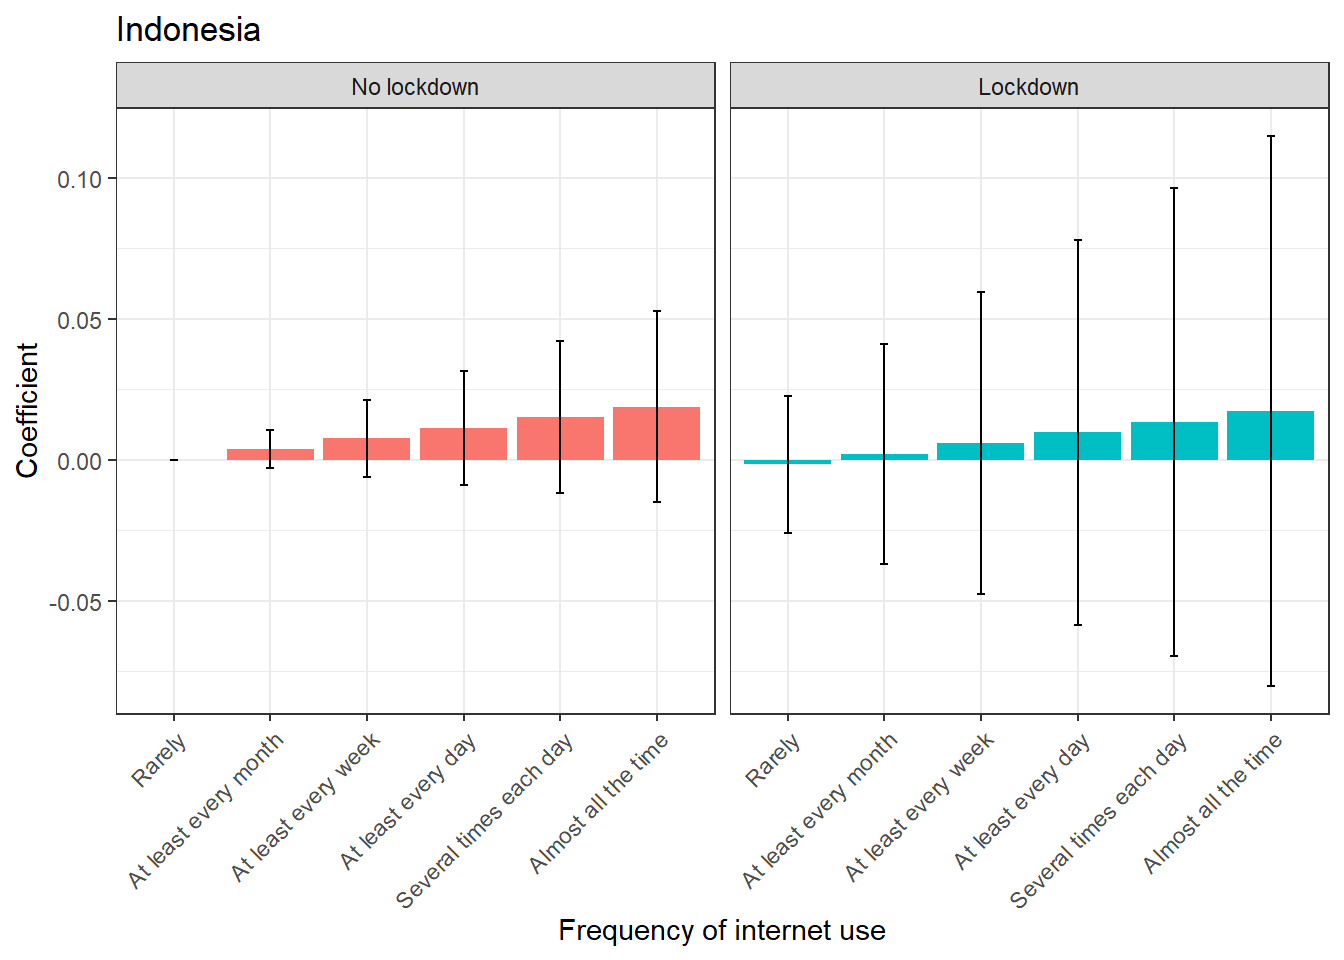 Indonesia
No lockdown
Lockdown
Coefficient
0.10
0.05
0.00
-0.05
Rarely
At least every month
At least every week
At least every day
Several times each day
Almost all the time
Rarely
At least every month
At least every week
At least every day
Several times each day
Almost all the time
Frequency of internet use